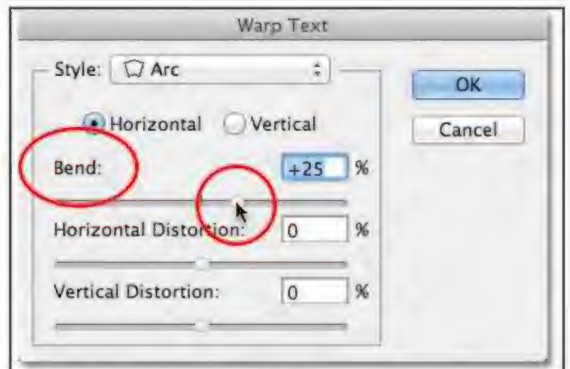 Warp Text
Style: Arc
OK
Horizontal Vertical
Cancel
Bend: +25 %
Horizontal Distortion: 0 %
Vertical Distortion: 0 %